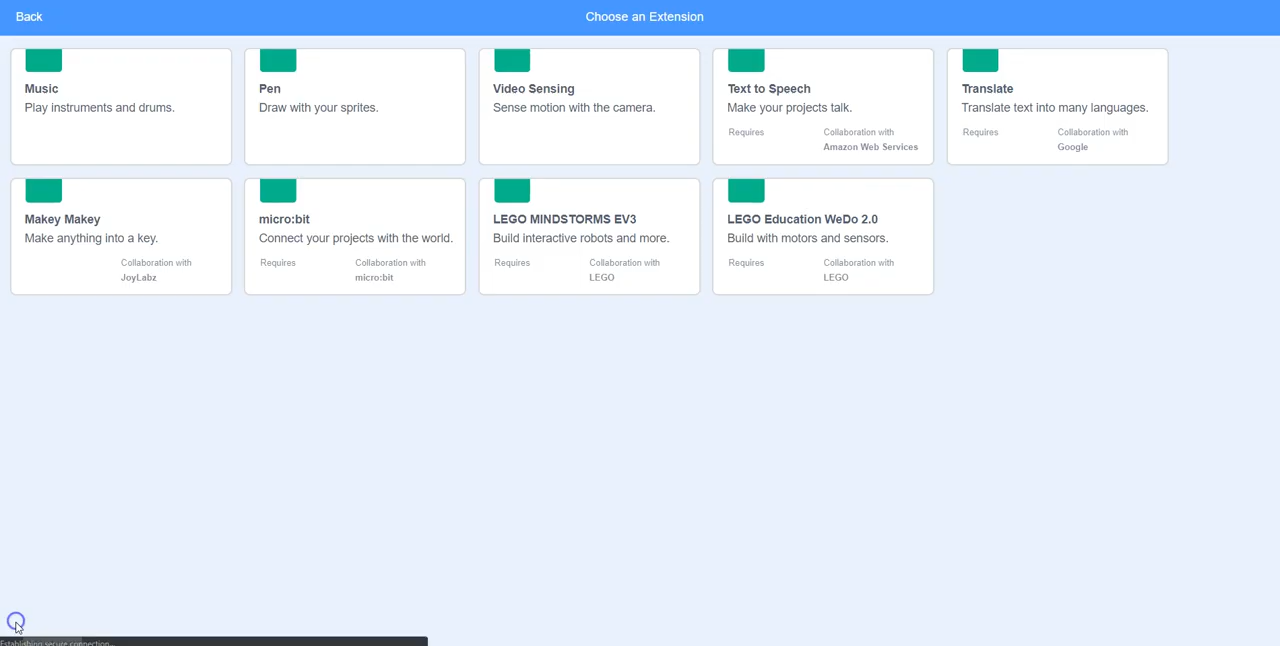 Back
Choose an Extension
Music
Play instruments and drums.
Pen
Draw with your sprites.
Video Sensing
Sense motion with the camera.
Text to Speech
Make your projects talk.
Requires
Collaboration with
Amazon Web Services
Translate
Translate text into many languages.
Requires
Collaboration with
Google
Makey Makey
Make anything into a key.
Collaboration with
JoyLabz
micro:bit
Connect your projects with the world.
Requires
Collaboration with
micro:bit
LEGO MINDSTORMS EV3
Build interactive robots and more.
Requires
Collaboration with
LEGO
LEGO Education WeDo 2.0
Build with motors and sensors.
Requires
Collaboration with
LEGO
Establishing secure connection...